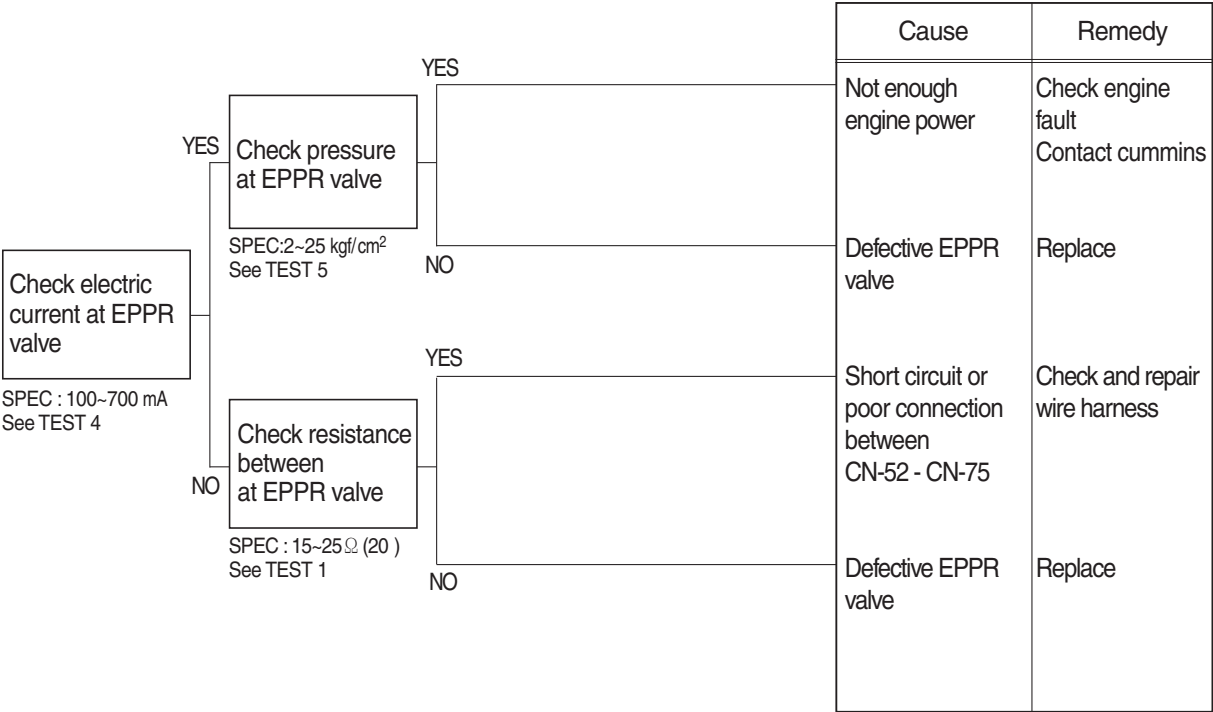 Cause
Remedy
YES
Not enough
engine power
Check engine
fault
Contact cummins
YES
Check pressure
at EPPR valve
SPEC:2~25 kgf/cm²
See TEST 5
NO
Defective EPPR
valve
Replace
Check electric
current at EPPR
valve
SPEC : 100~700 mA
See TEST 4
YES
Short circuit or
poor connection
between
CN-52 - CN-75
Check and repair
wire harness
NO
Check resistance
between
at EPPR valve
SPEC : 15~25Ω (20 )
See TEST 1
NO
Defective EPPR
valve
Replace